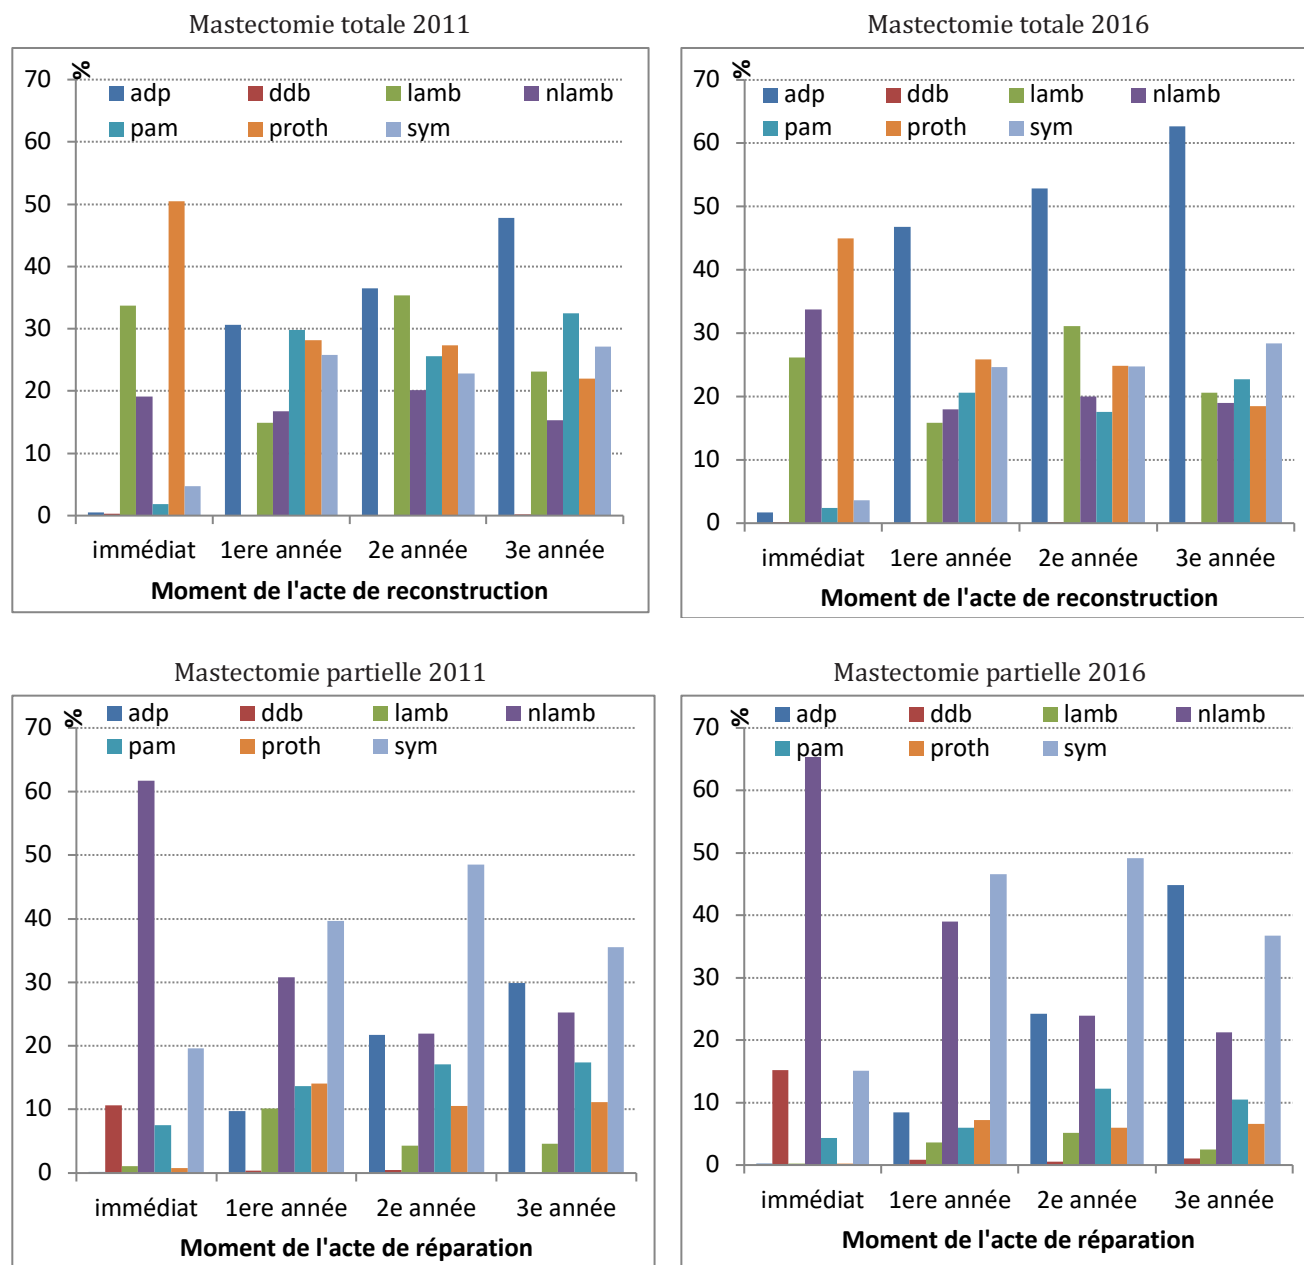 Mastectomie totale 2011
%
70
60
50
40
30
20
10
0
adp ddb lamb nlamb
pam proth sym
immédiat 1ere année 2e année 3e année
Moment de l'acte de reconstruction
Mastectomie totale 2016
%
70
60
50
40
30
20
10
0
adp ddb lamb nlamb
pam proth sym
immédiat 1ere année 2e année 3e année
Moment de l'acte de reconstruction
Mastectomie partielle 2011
%
70
60
50
40
30
20
10
0
adp ddb lamb nlamb
pam proth sym
immédiat 1ere année 2e année 3e année
Moment de l'acte de réparation
Mastectomie partielle 2016
%
70
60
50
40
30
20
10
0
adp ddb lamb nlamb
pam proth sym
immédiat 1ere année 2e année 3e année
Moment de l'acte de réparation